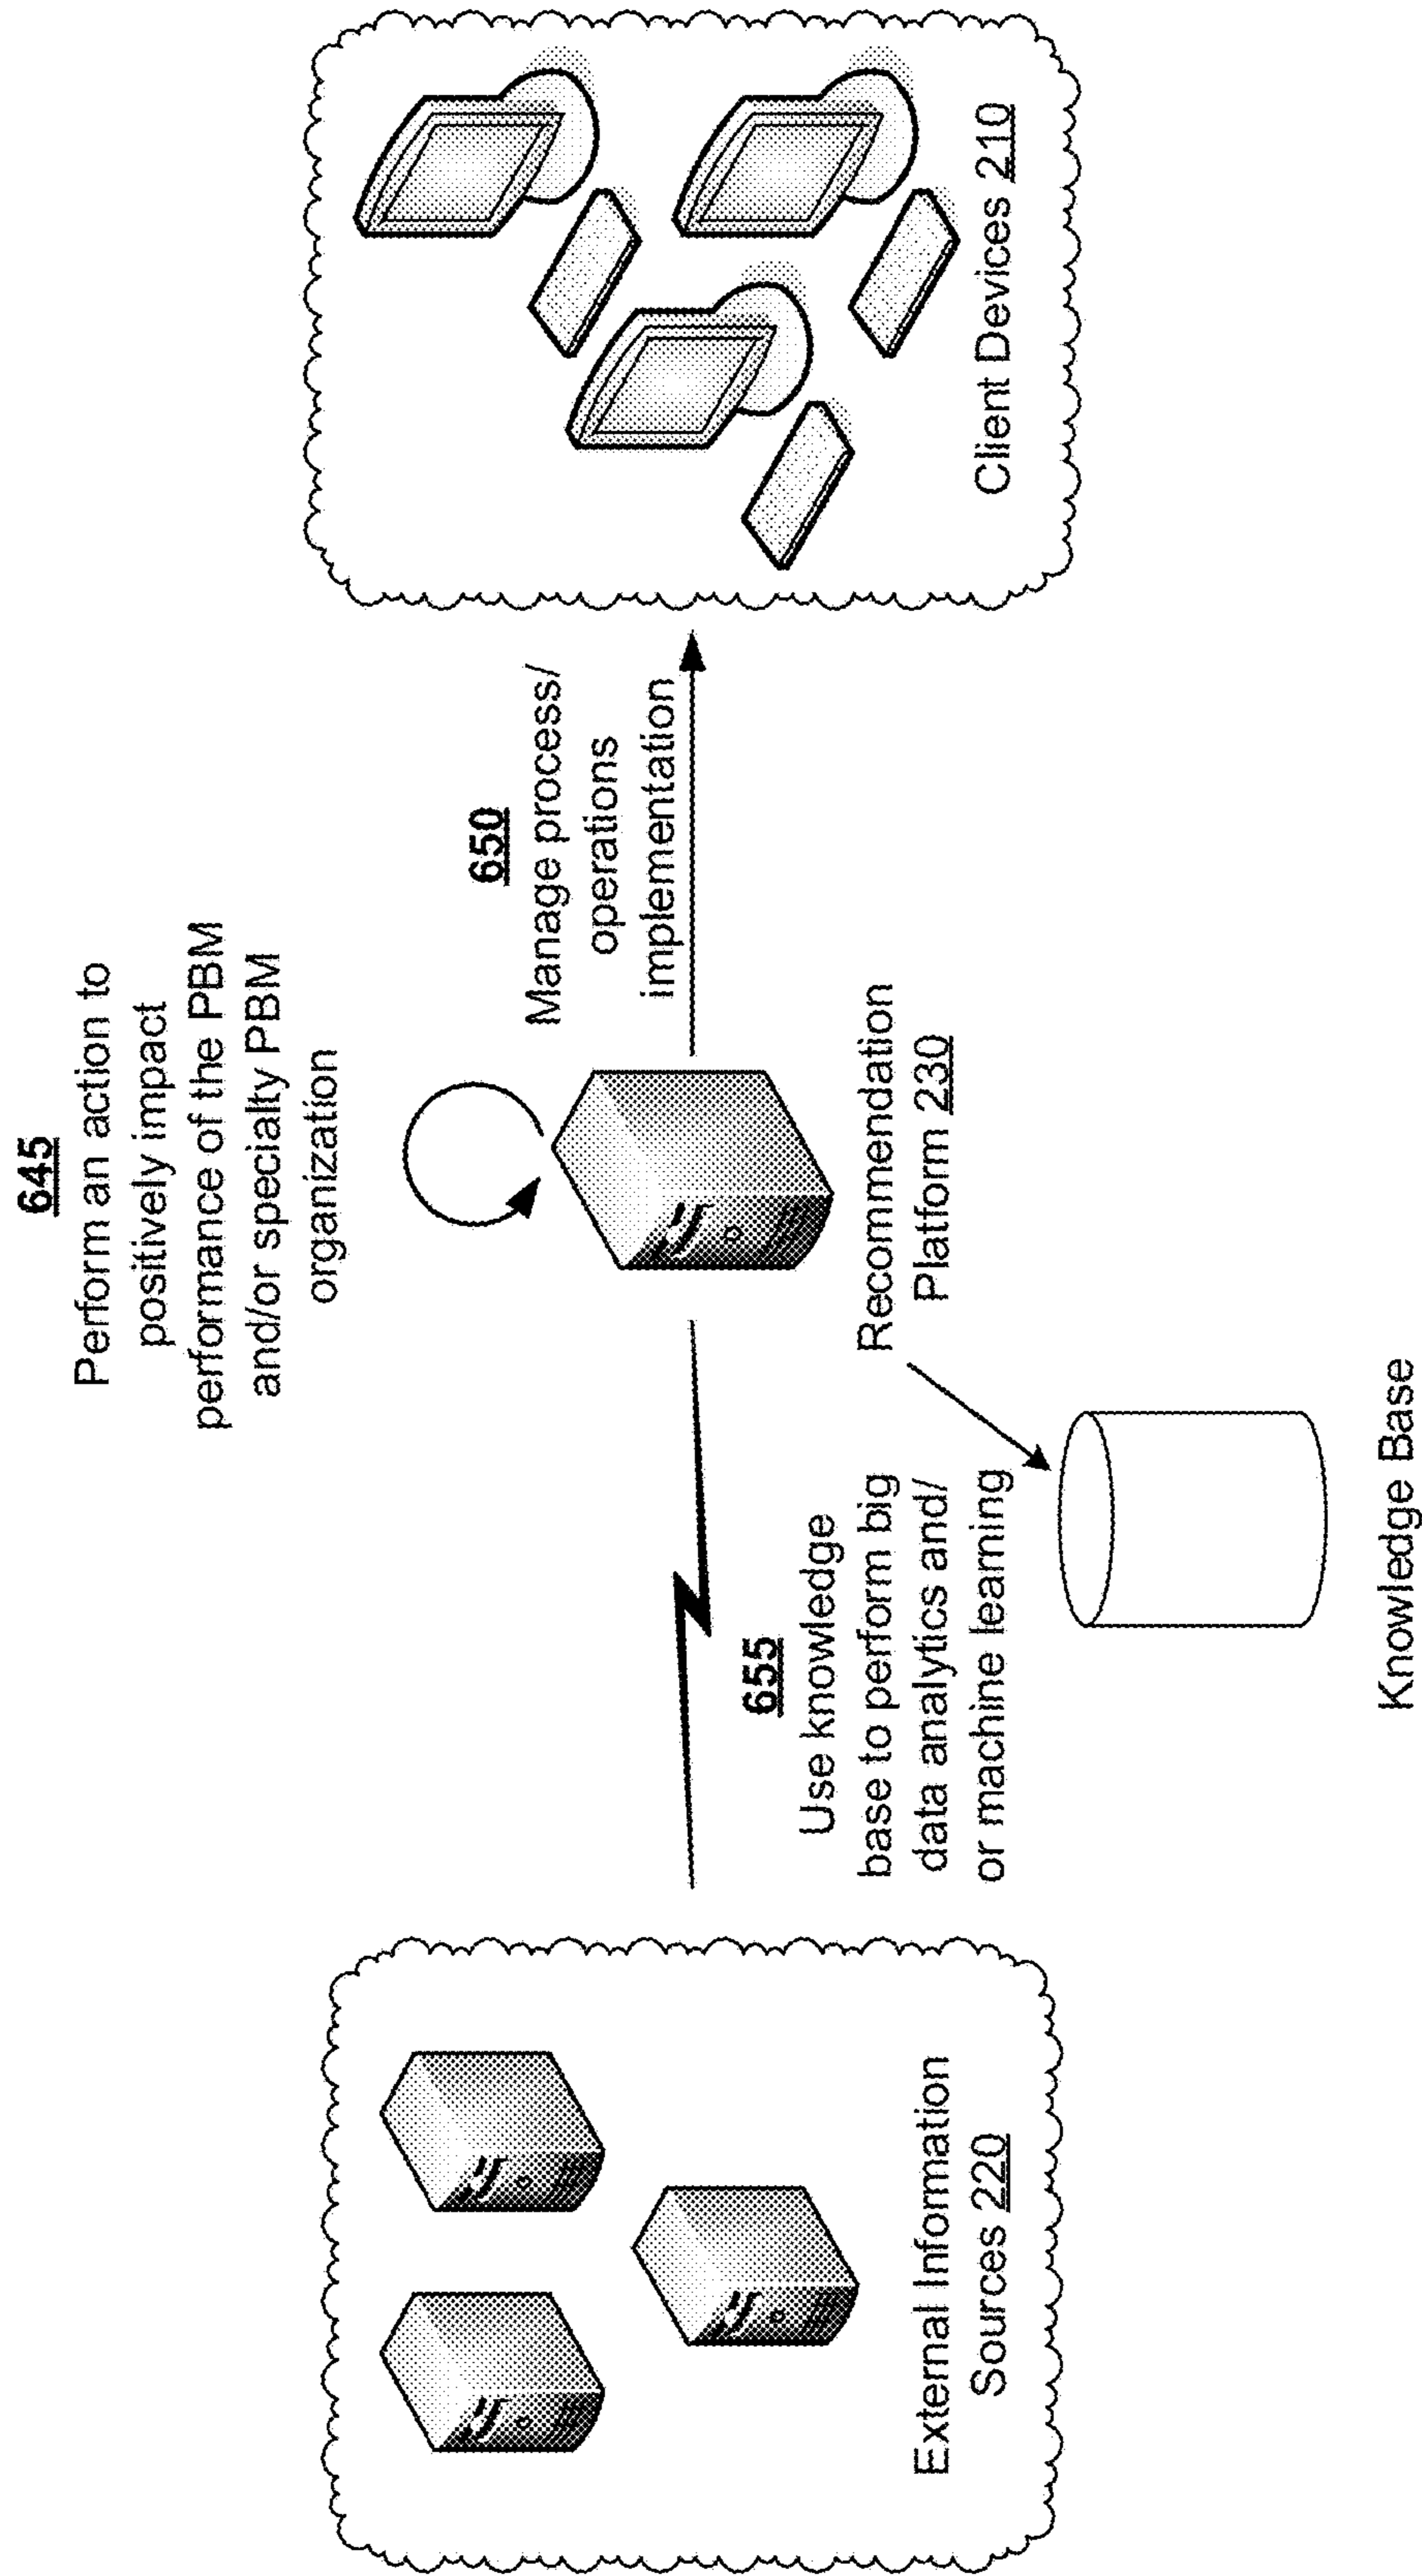 645
Perform an action to
positively impact
performance of the PBM
and/or specialty PBM
organization
650
Manage process/
operations
implementation
655
Use knowledge
base to perform big
data analytics and/
or machine learning
External Information
Sources 220
Recommendation
Platform 230
Client Devices 210
Knowledge Base